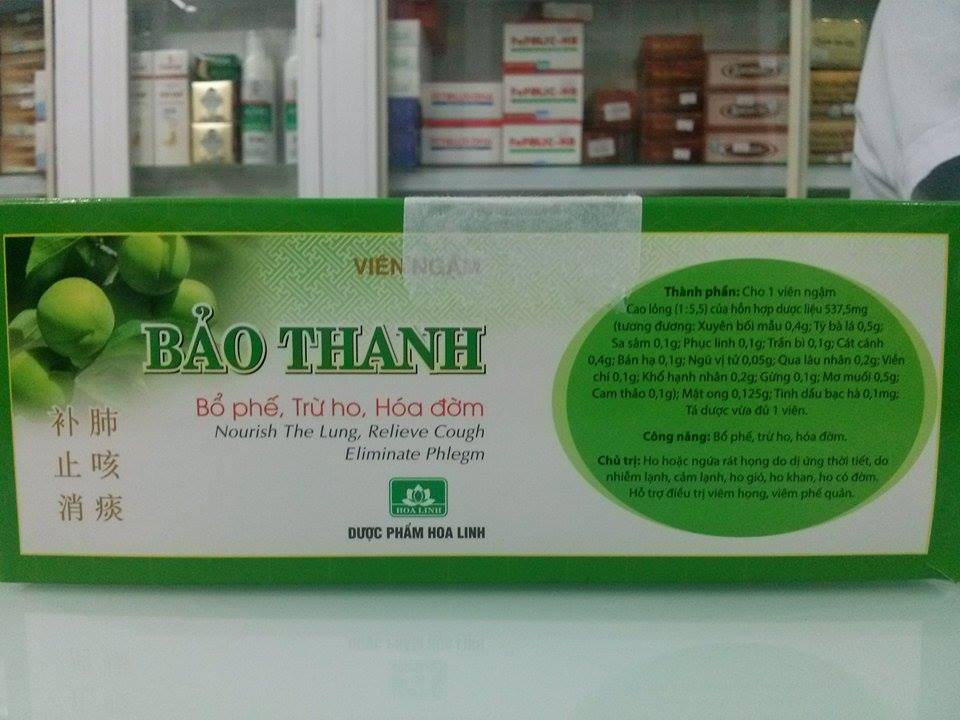 FeFOLIC-NB
FeFOLIC-NB
FeFOLIC-NB
VIÊN NGẬM
BẢO THANH
Bổ phế, Trừ ho, Hóa đờm
Nourish The Lung, Relieve Cough
Eliminate Phlegm
补肺
止咳
消痰
HOA LINH
DƯỢC PHẨM HOA LINH
Thành phần: Cho 1 viên ngậm
Cao lỏng (1:5,5) của hỗn hợp dược liệu 537,5mg
(tương đương: Xuyên bối mẫu 0,4g; Tỳ bà lá 0,5g;
Sa sâm 0,1g; Phục linh 0,1g; Trần bì 0,1g; Cát cánh
0,4g; Bán hạ 0,1g; Ngũ vị tử 0,05g; Qua lâu nhân 0,2g; Viễn
chí 0,1g; Khổ hạnh nhân 0,2g; Gừng 0,1g; Mơ muối 0,5g;
Cam thảo 0,1g); Mật ong 0,125g; Tinh dầu bạc hà 0,1mg;
Tá dược vừa đủ 1 viên.
Công năng: Bổ phế, trừ ho, hóa đờm.
Chủ trị: Ho hoặc ngứa rát họng do dị ứng thời tiết, do
nhiễm lạnh, cảm lạnh, ho gió, ho khan, ho có đờm.
Hỗ trợ điều trị viêm họng, viêm phế quản.